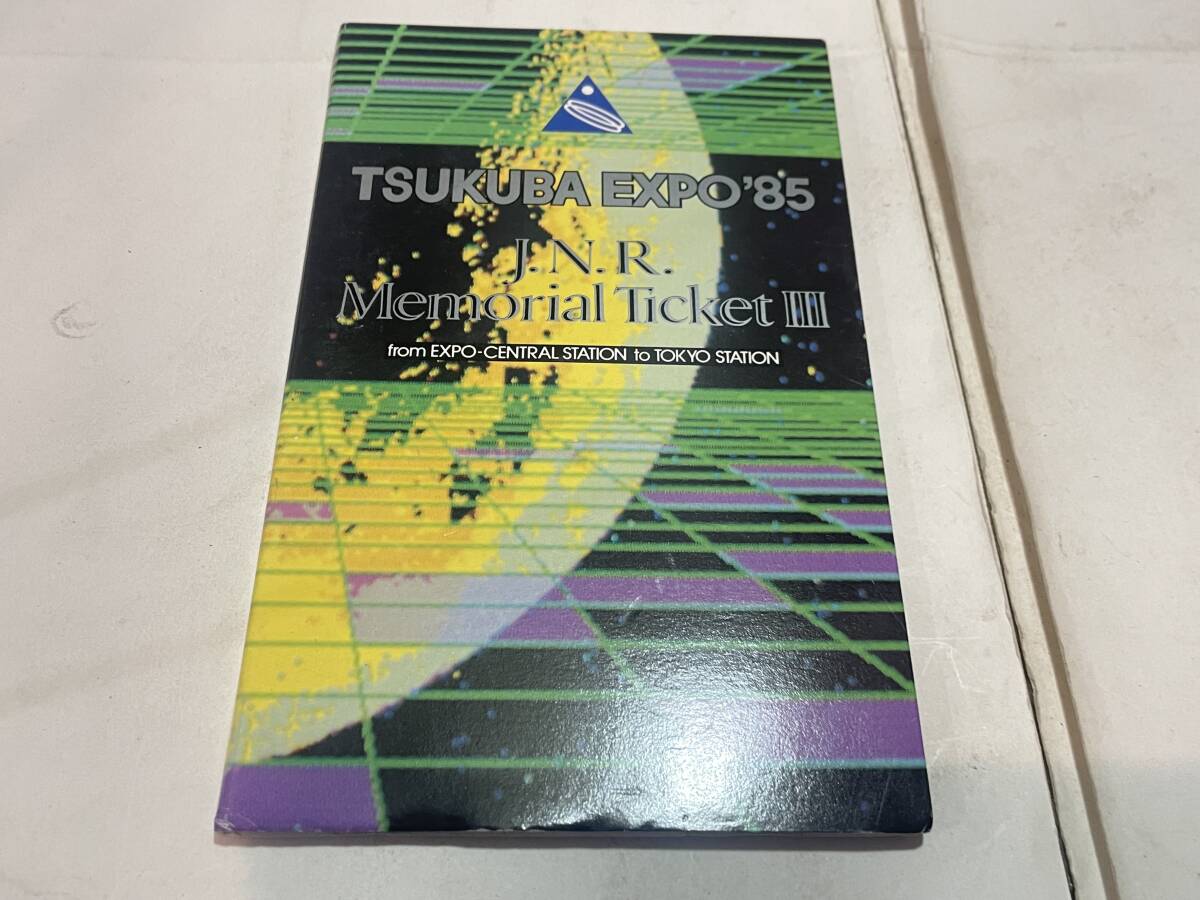 TSUKUBA EXPO'85
J.N.R.
Memorial Ticket III
from EXPO-CENTRAL STATION to TOKYO STATION